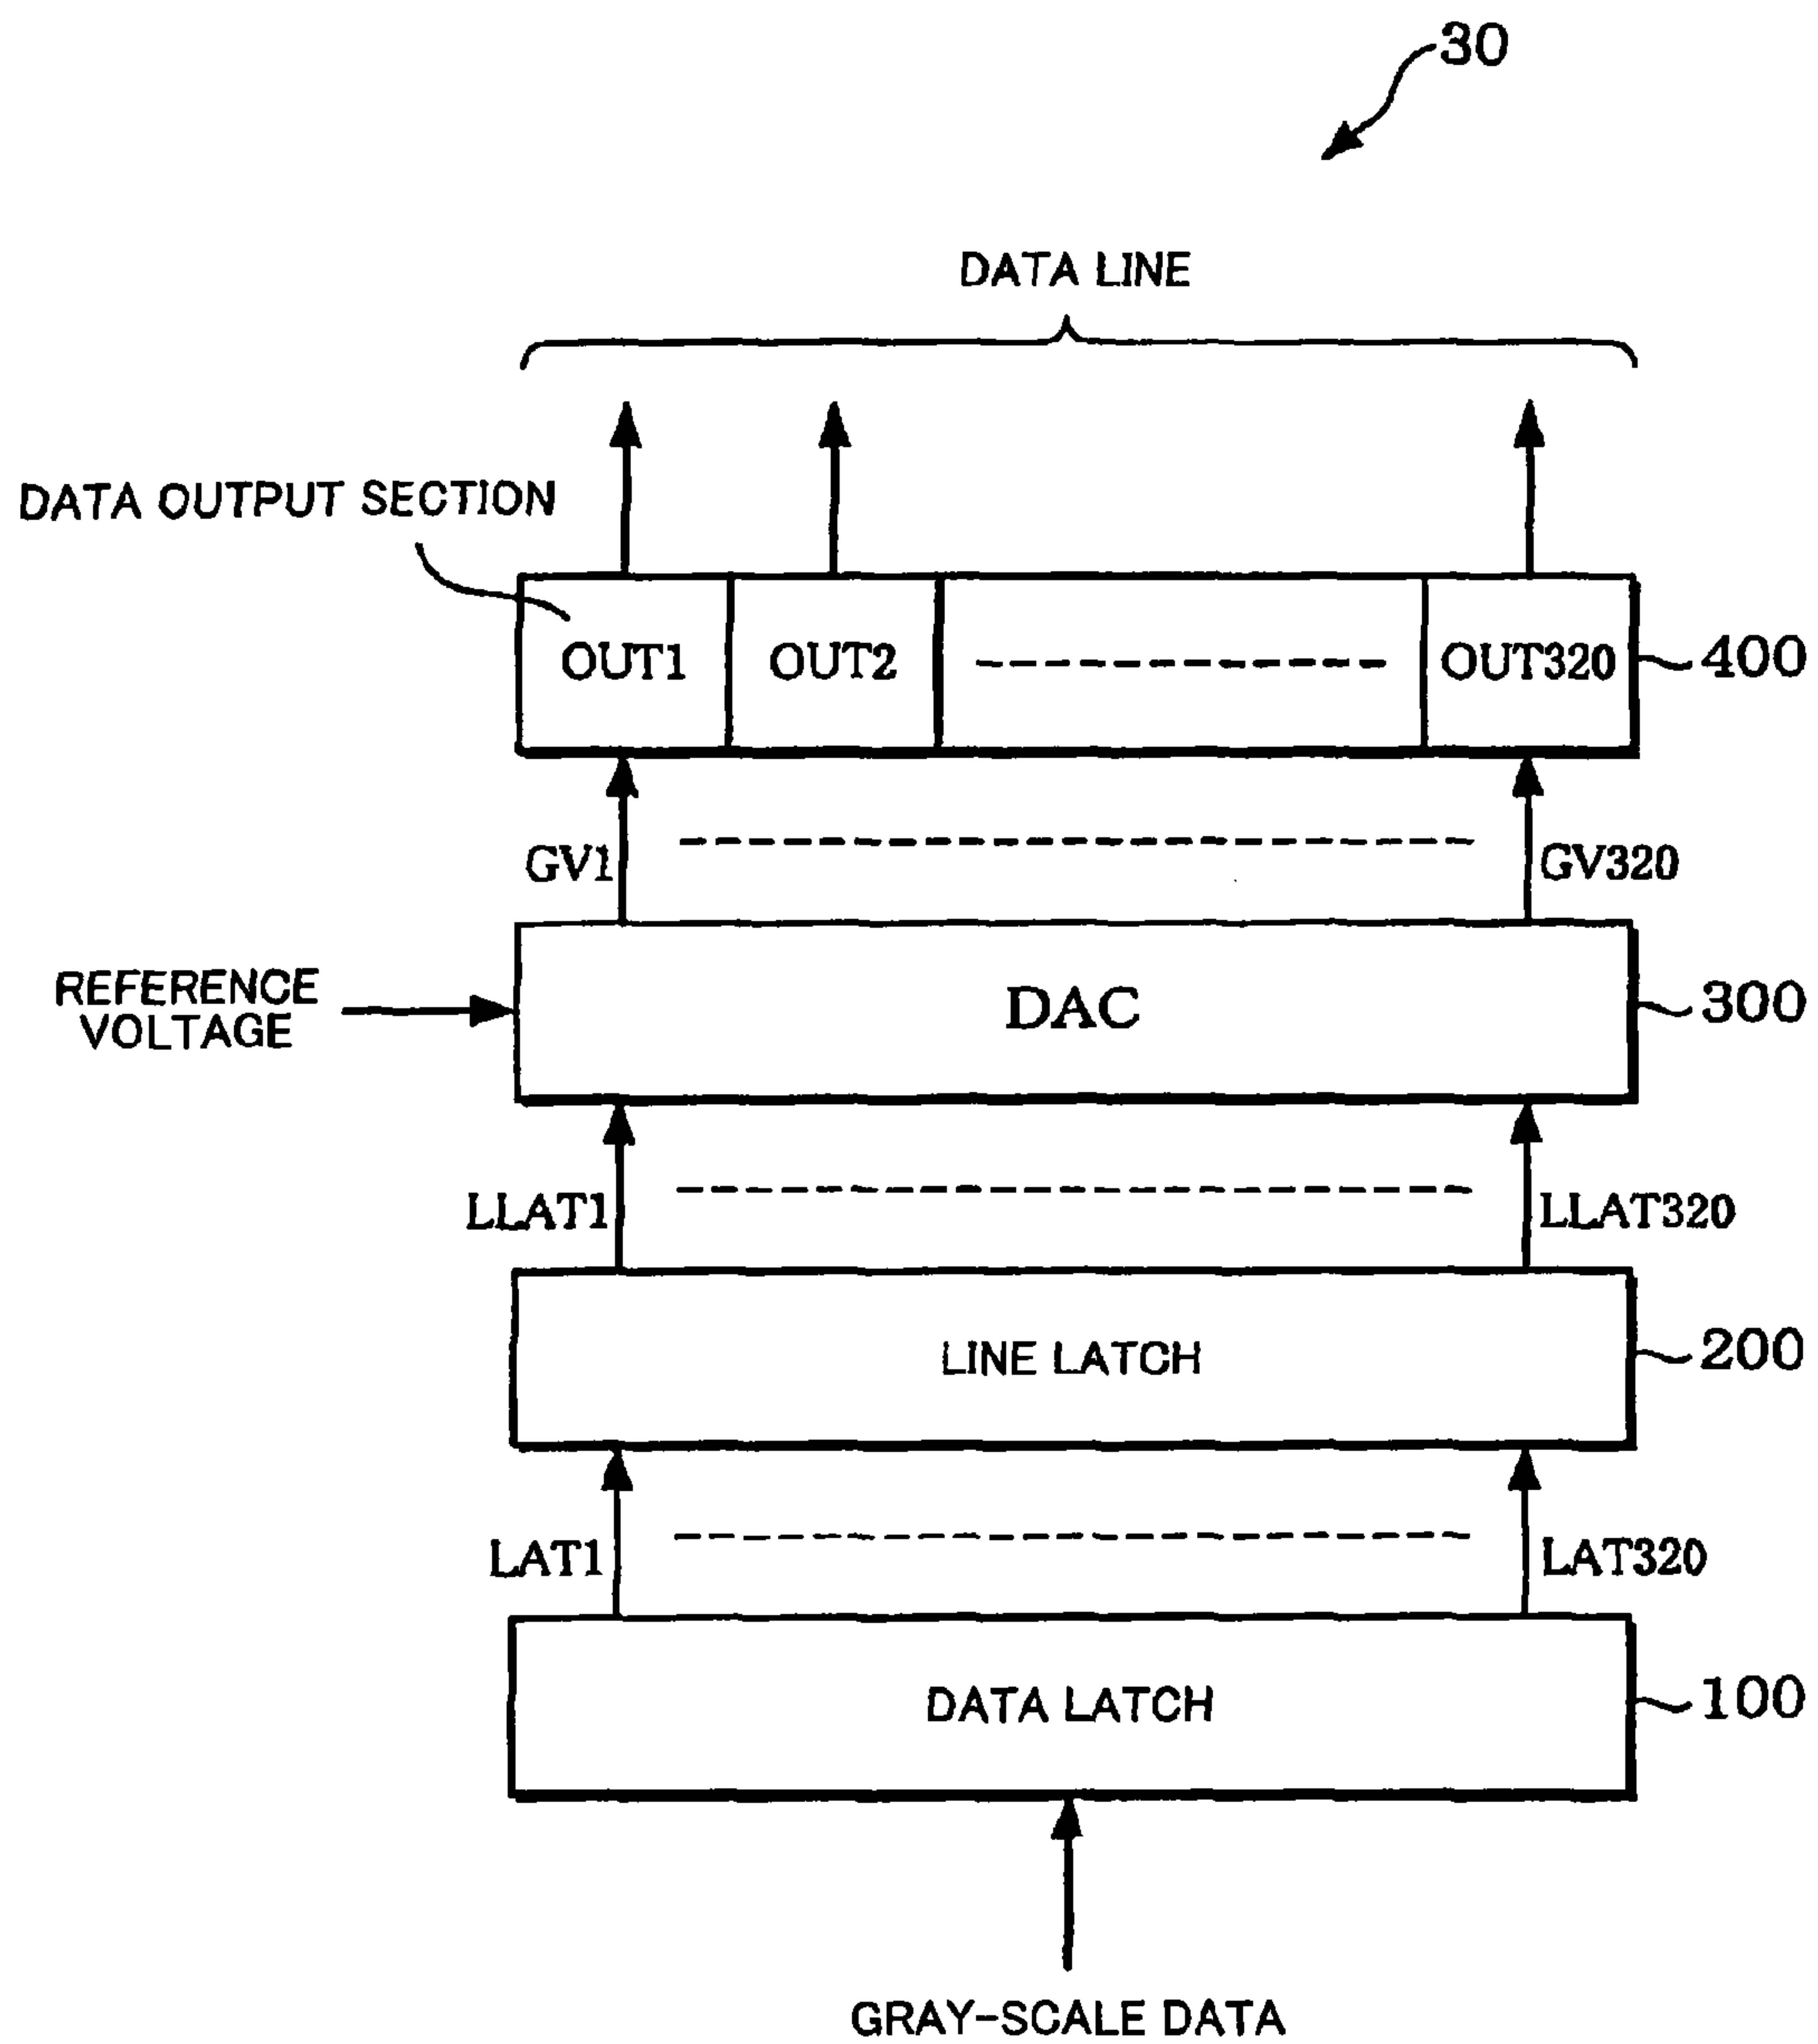 30
DATA LINE
DATA OUTPUT SECTION
OUT1 OUT2 OUT320 400
GV1 GV320
REFERENCE
VOLTAGE
DAC
300
LLAT1 LLAT320
LINE LATCH 200
LAT1 LAT320
DATA LATCH 100
GRAY-SCALE DATA